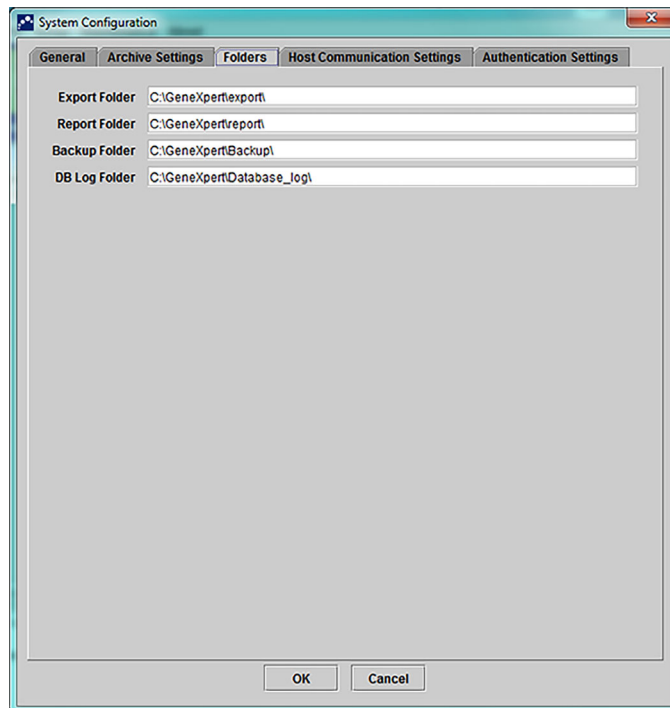 System Configuration
General Archive Settings Folders Host Communication Settings Authentication Settings
Export Folder C:\GeneXpert\export\
Report Folder C:\GeneXpert\report\
Backup Folder C:\GeneXpert\Backup\
DB Log Folder C:\GeneXpert\Database_log\
OK Cancel